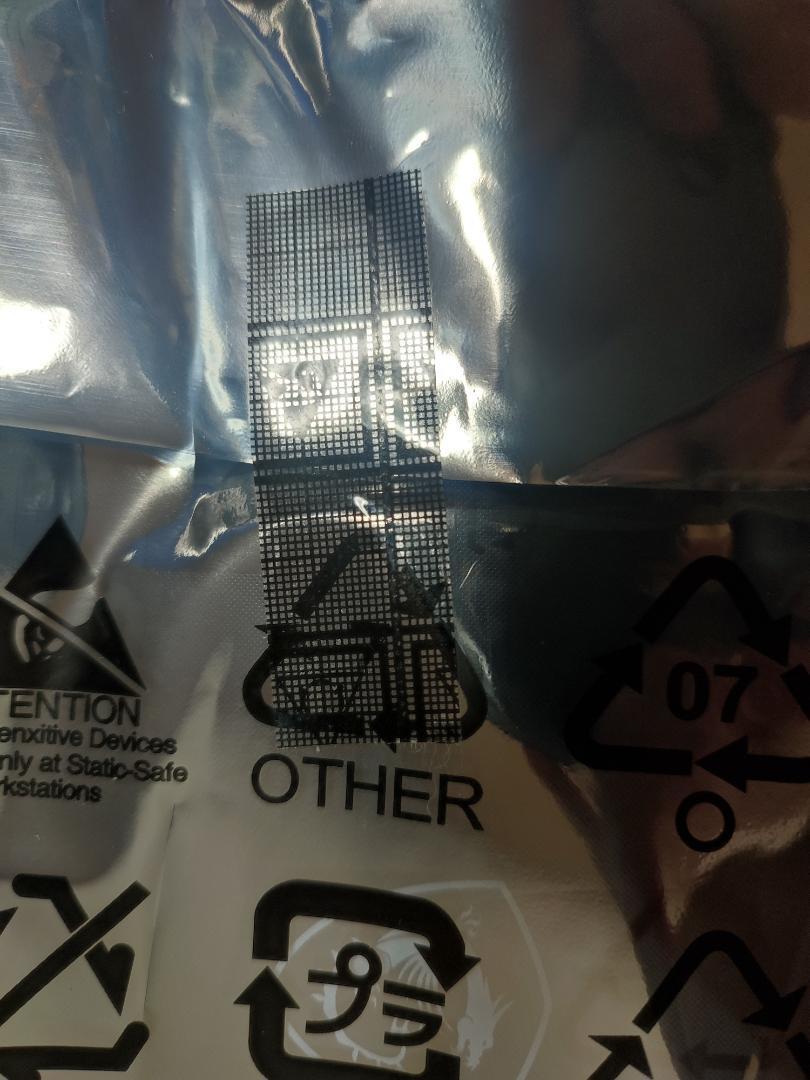 TENTION
enxitive Devices
nly at Static-Safe
rkstations
OTHER
07
O
プラ